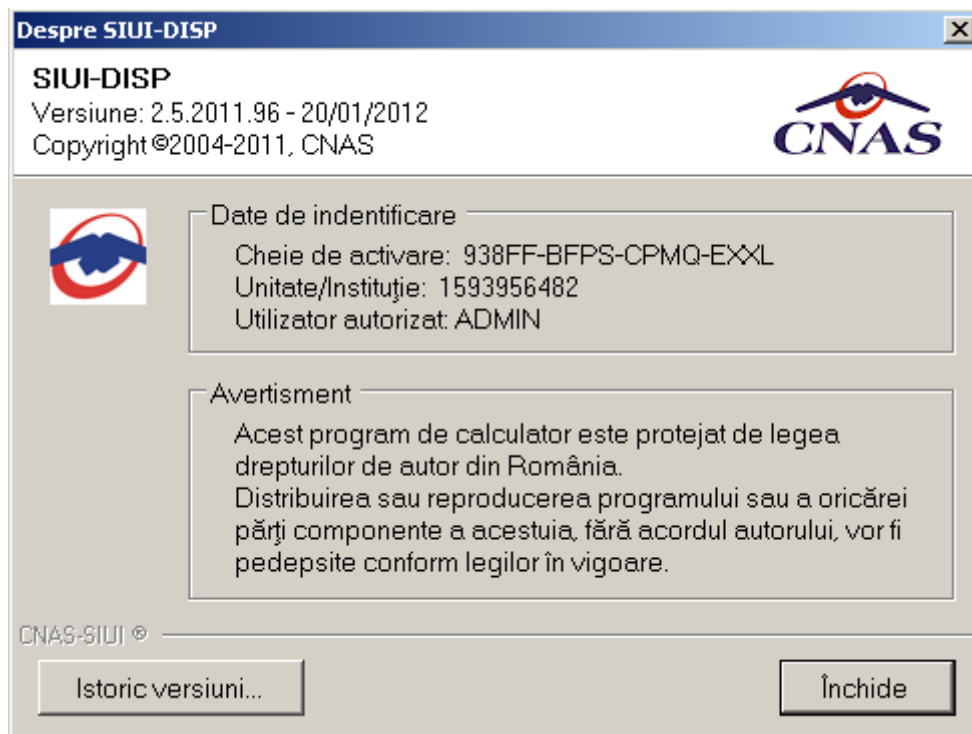 Despre SIUI-DISP
SIUI-DISP
Versiune: 2.5.2011.96 - 20/01/2012
Copyright ©2004-2011, CNAS
CNAS
Date de indentificare
Cheie de activare: 938FF-BFPS-CPMQ-EXXL
Unitate/Instituţie: 1593956482
Utilizator autorizat: ADMIN
Avertisment
Acest program de calculator este protejat de legea
drepturilor de autor din România.
Distribuirea sau reproducerea programului sau a oricărei
părţi componente a acestuia, fără acordul autorului, vor fi
pedepsite conform legilor în vigoare.
CNAS-SIUI ®
Istoric versiuni...
Închide